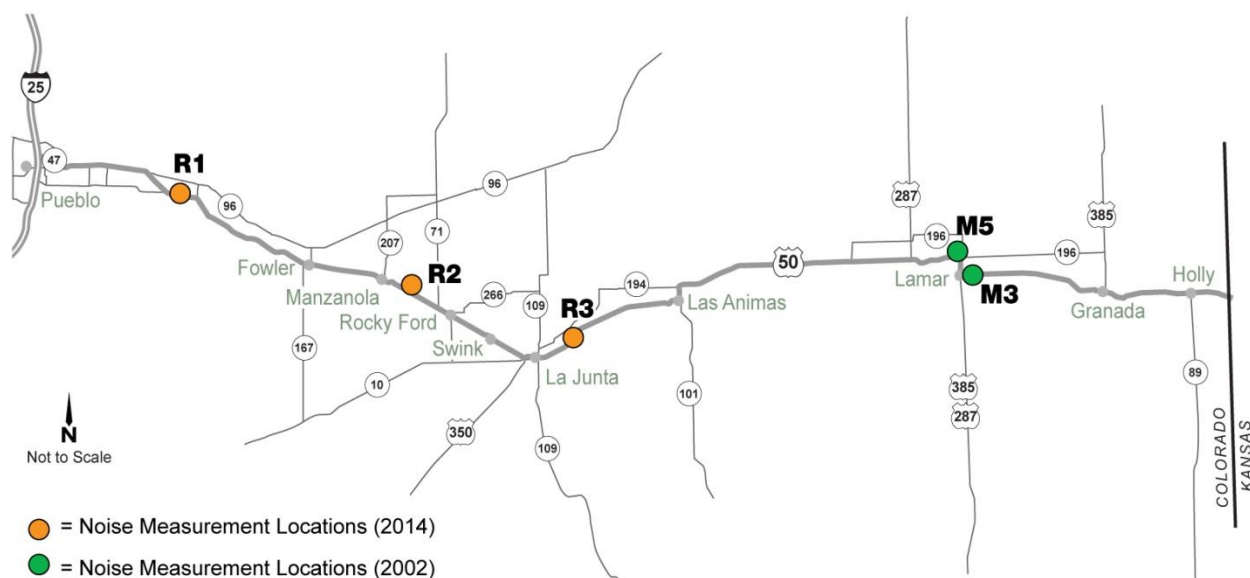 25
47
R1
Pueblo
96
Fowler
167
207
71
96
R2
Manzanola
Rocky Ford
266
Swink
10
350
109
R3
La Junta
109
194
Las Animas
101
50
287
196
M5
Lamar
M3
385
287
385
196
Granada
Holly
89
COLORADO
KANSAS
N
Not to Scale
= Noise Measurement Locations (2014)
= Noise Measurement Locations (2002)